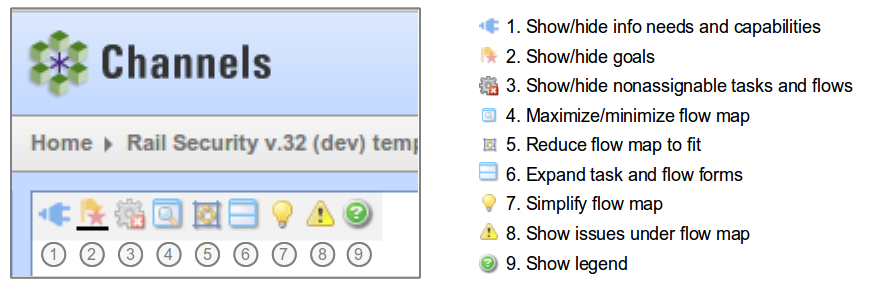 Channels
Home Rail Security v.32 (dev) temp
1 2 3 4 5 6 7 8 9
1. Show/hide info needs and capabilities
2. Show/hide goals
3. Show/hide nonassignable tasks and flows
4. Maximize/minimize flow map
5. Reduce flow map to fit
6. Expand task and flow forms
7. Simplify flow map
8. Show issues under flow map
9. Show legend